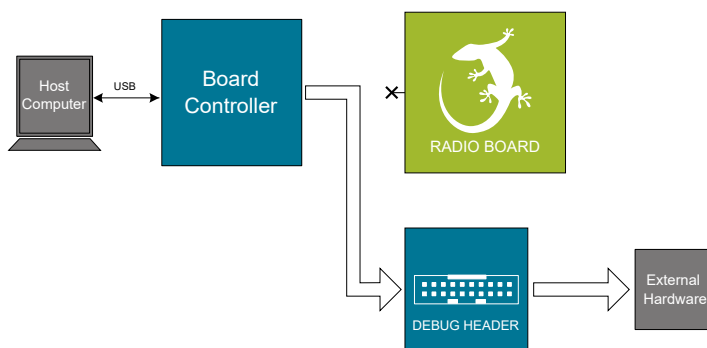 Host
Computer
USB
Board
Controller
RADIO BOARD
DEBUG HEADER
External
Hardware